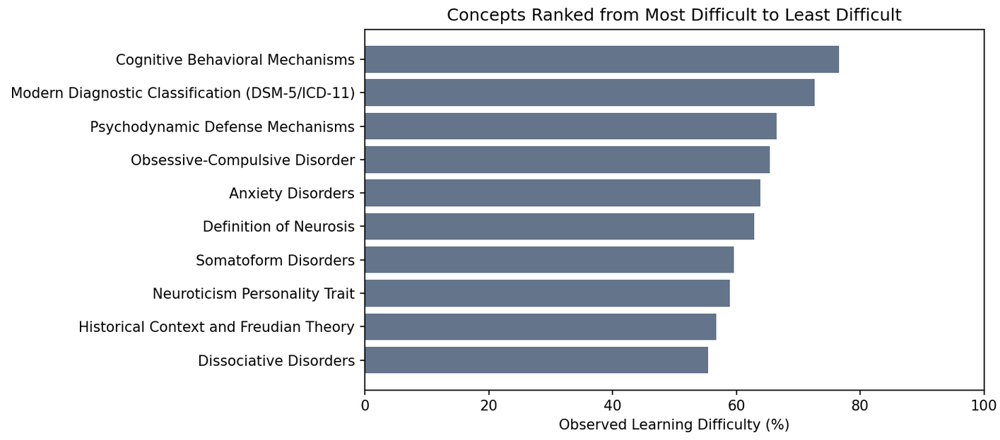 Concepts Ranked from Most Difficult to Least Difficult
Cognitive Behavioral Mechanisms
Modern Diagnostic Classification (DSM-5/ICD-11)
Psychodynamic Defense Mechanisms
Obsessive-Compulsive Disorder
Anxiety Disorders
Definition of Neurosis
Somatoform Disorders
Neuroticism Personality Trait
Historical Context and Freudian Theory
Dissociative Disorders
0 20 40 60 80 100
Observed Learning Difficulty (%)